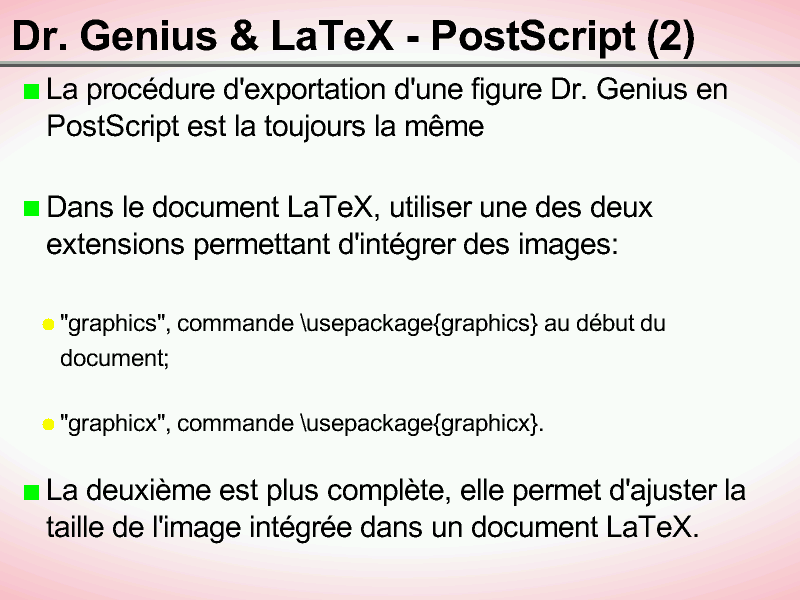 Dr. Genius & LaTeX - PostScript (2)
La procédure d'exportation d'une figure Dr. Genius en
PostScript est la toujours la même
Dans le document LaTeX, utiliser une des deux
extensions permettant d'intégrer des images:
"graphics", commande \usepackage{graphics} au début du
document;
"graphicx", commande \usepackage{graphicx}.
La deuxième est plus complète, elle permet d'ajuster la
taille de l'image intégrée dans un document LaTeX.